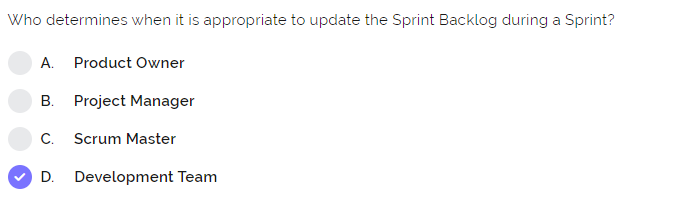 Who determines when it is appropriate to update the Sprint Backlog during a Sprint?
A. Product Owner
B. Project Manager
C. Scrum Master
D. Development Team